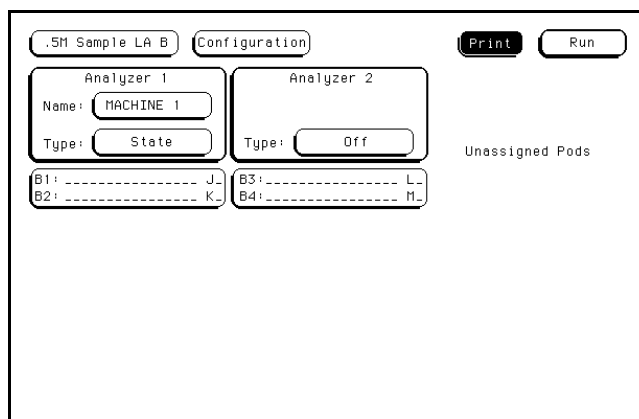 .5M Sample LA B Configuration Print Run
Analyzer 1 Analyzer 2
Name: MACHINE 1
Type: State Type: Off
Unassigned Pods
B1: ________________ J_ B3: ________________ L_
B2: ________________ K_ B4: ________________ M_